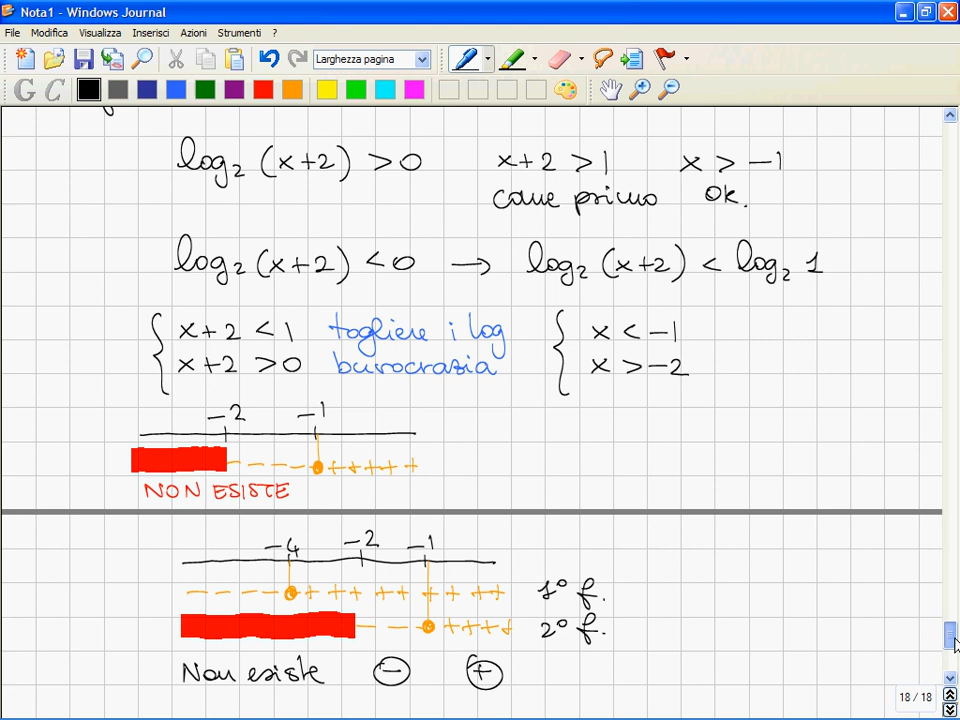 Nota1 - Windows Journal
File Modifica Visualizza Inserisci Azioni Strumenti ?
Larghezza pagina
G C
log₂ (x+2) > 0 x+2 > 1 x > -1
come primo ok.
log₂ (x+2) < 0 → log₂ (x+2) < log₂ 1
{ x+2 < 1 togliere i log { x < -1
x+2 > 0 burocrazia x > -2
-2 -1
- - - - + + + + +
NON ESISTE
-4 -2 -1
- - - - - + + + + + + + + + 1° f.
- - - + + + + 2° f.
Non esiste - +
18 / 18